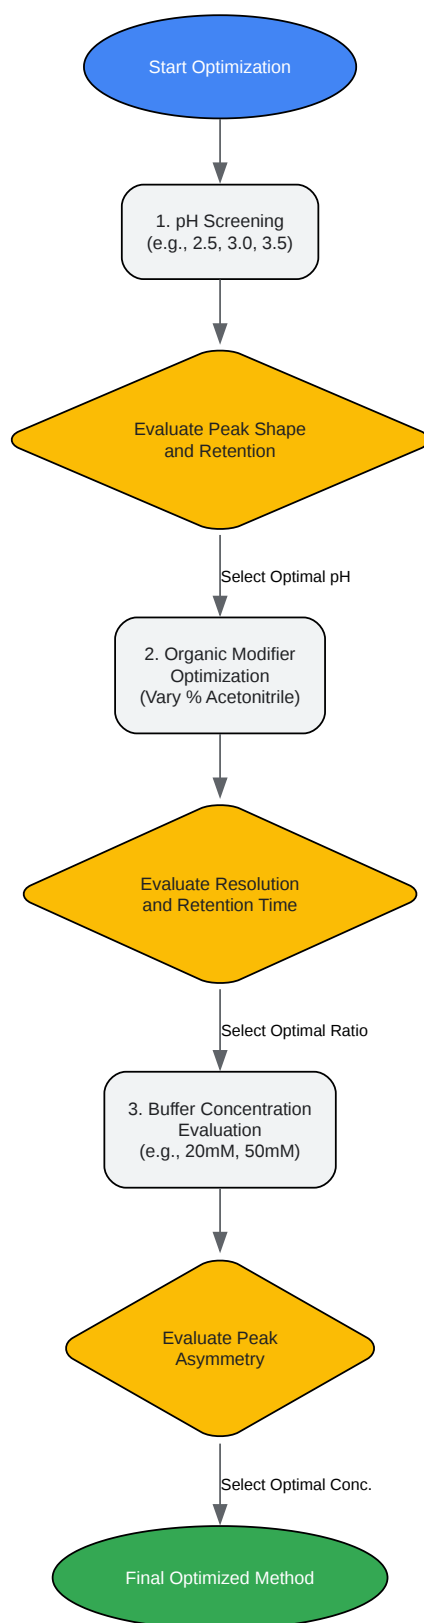 Start Optimization
1. pH Screening
(e.g., 2.5, 3.0, 3.5)
Evaluate Peak Shape
and Retention
Select Optimal pH
2. Organic Modifier
Optimization
(Vary % Acetonitrile)
Evaluate Resolution
and Retention Time
Select Optimal Ratio
3. Buffer Concentration
Evaluation
(e.g., 20mM, 50mM)
Evaluate Peak
Asymmetry
Select Optimal Conc.
Final Optimized Method